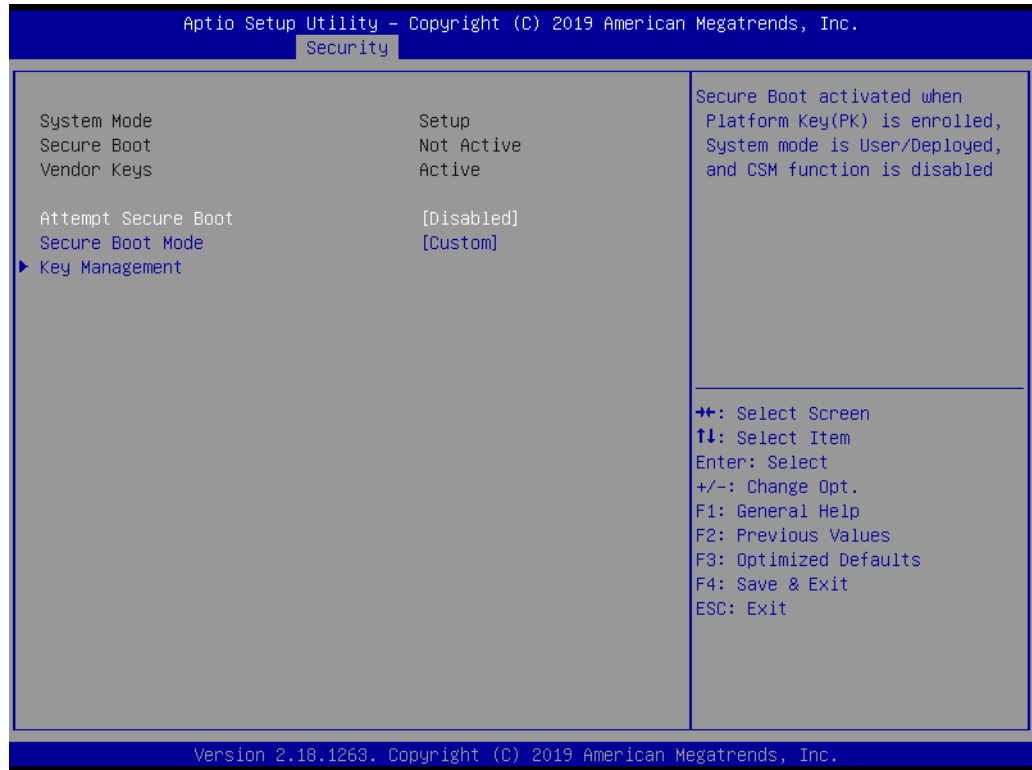 Aptio Setup Utility – Copyright (C) 2019 American Megatrends, Inc.
Security
System Mode Setup
Secure Boot Not Active
Vendor Keys Active
Attempt Secure Boot [Disabled]
Secure Boot Mode [Custom]
Key Management
Secure Boot activated when
Platform Key(PK) is enrolled,
System mode is User/Deployed,
and CSM function is disabled
→←: Select Screen
↑↓: Select Item
Enter: Select
+/-: Change Opt.
F1: General Help
F2: Previous Values
F3: Optimized Defaults
F4: Save & Exit
ESC: Exit
Version 2.18.1263. Copyright (C) 2019 American Megatrends, Inc.